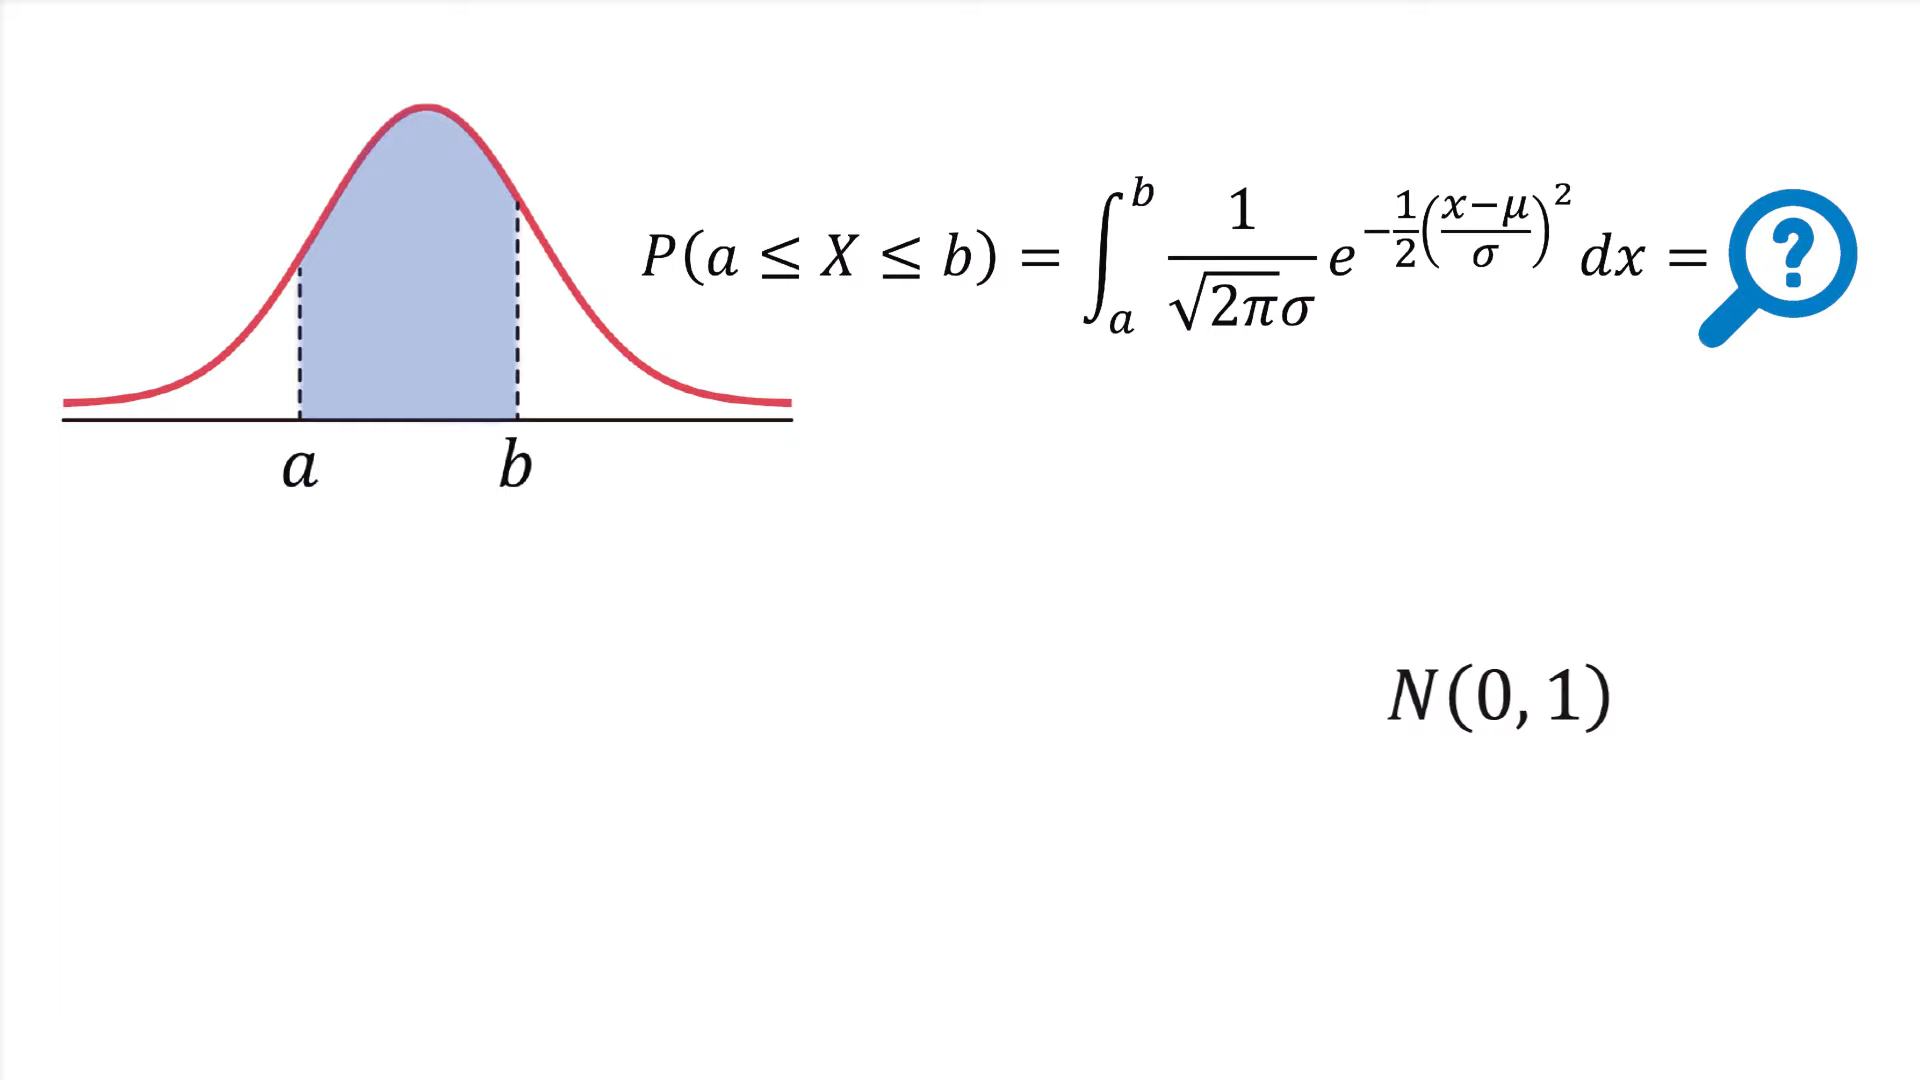 P(a ≤ X ≤ b) = ∫_a^b 1/(√2π σ) e^{-1/2((x−μ)/σ)^2} dx = ?
a b
N(0, 1)